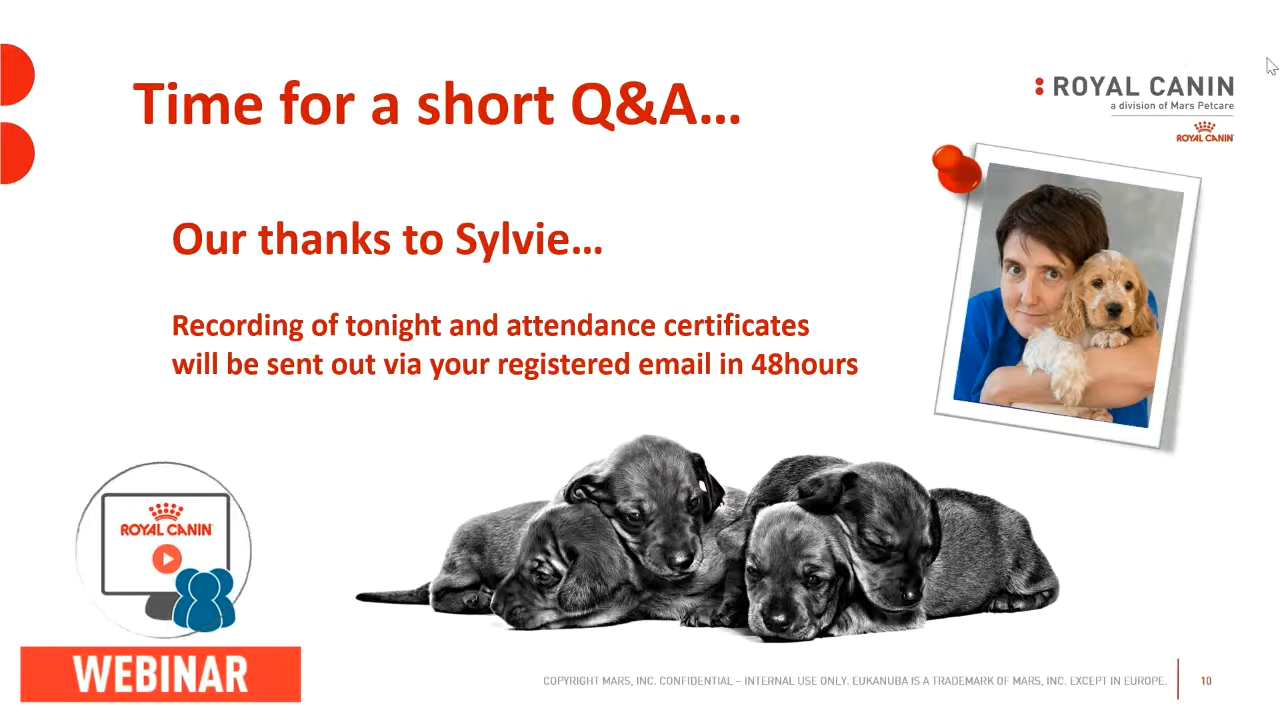 Time for a short Q&A...
ROYAL CANIN
a division of Mars Petcare
ROYAL CANIN
Our thanks to Sylvie...
Recording of tonight and attendance certificates
will be sent out via your registered email in 48hours
ROYAL CANIN
WEBINAR
COPYRIGHT MARS, INC. CONFIDENTIAL – INTERNAL USE ONLY. EUKANUBA IS A TRADEMARK OF MARS, INC. EXCEPT IN EUROPE.
10